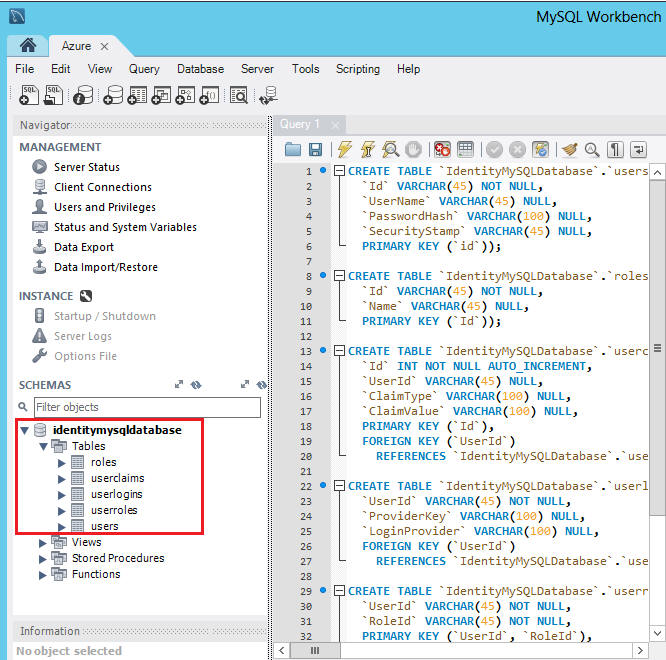 MySQL Workbench
Azure
File Edit View Query Database Server Tools Scripting Help
SQL SQL
Navigator
MANAGEMENT
Server Status
Client Connections
Users and Privileges
Status and System Variables
Data Export
Data Import/Restore
INSTANCE
Startup / Shutdown
Server Logs
Options File
SCHEMAS
Filter objects
identitymysqldatabase
Tables
roles
userclaims
userlogins
userroles
users
Views
Stored Procedures
Functions
Information
No object selected
Query 1
1 CREATE TABLE `IdentityMySQLDatabase`.`users
2 `Id` VARCHAR(45) NOT NULL,
3 `UserName` VARCHAR(45) NULL,
4 `PasswordHash` VARCHAR(100) NULL,
5 `SecurityStamp` VARCHAR(45) NULL,
6 PRIMARY KEY (`id`));
7
8 CREATE TABLE `IdentityMySQLDatabase`.`roles
9 `Id` VARCHAR(45) NOT NULL,
10 `Name` VARCHAR(45) NULL,
11 PRIMARY KEY (`Id`));
12
13 CREATE TABLE `IdentityMySQLDatabase`.`userc
14 `Id` INT NOT NULL AUTO_INCREMENT,
15 `UserId` VARCHAR(45) NULL,
16 `ClaimType` VARCHAR(100) NULL,
17 `ClaimValue` VARCHAR(100) NULL,
18 PRIMARY KEY (`Id`),
19 FOREIGN KEY (`UserId`)
20 REFERENCES `IdentityMySQLDatabase`.`use
21
22 CREATE TABLE `IdentityMySQLDatabase`.`userl
23 `UserId` VARCHAR(45) NOT NULL,
24 `ProviderKey` VARCHAR(100) NULL,
25 `LoginProvider` VARCHAR(100) NULL,
26 FOREIGN KEY (`UserId`)
27 REFERENCES `IdentityMySQLDatabase`.`use
28
29 CREATE TABLE `IdentityMySQLDatabase`.`userr
30 `UserId` VARCHAR(45) NOT NULL,
31 `RoleId` VARCHAR(45) NOT NULL,
32 PRIMARY KEY (`UserId`, `RoleId`),